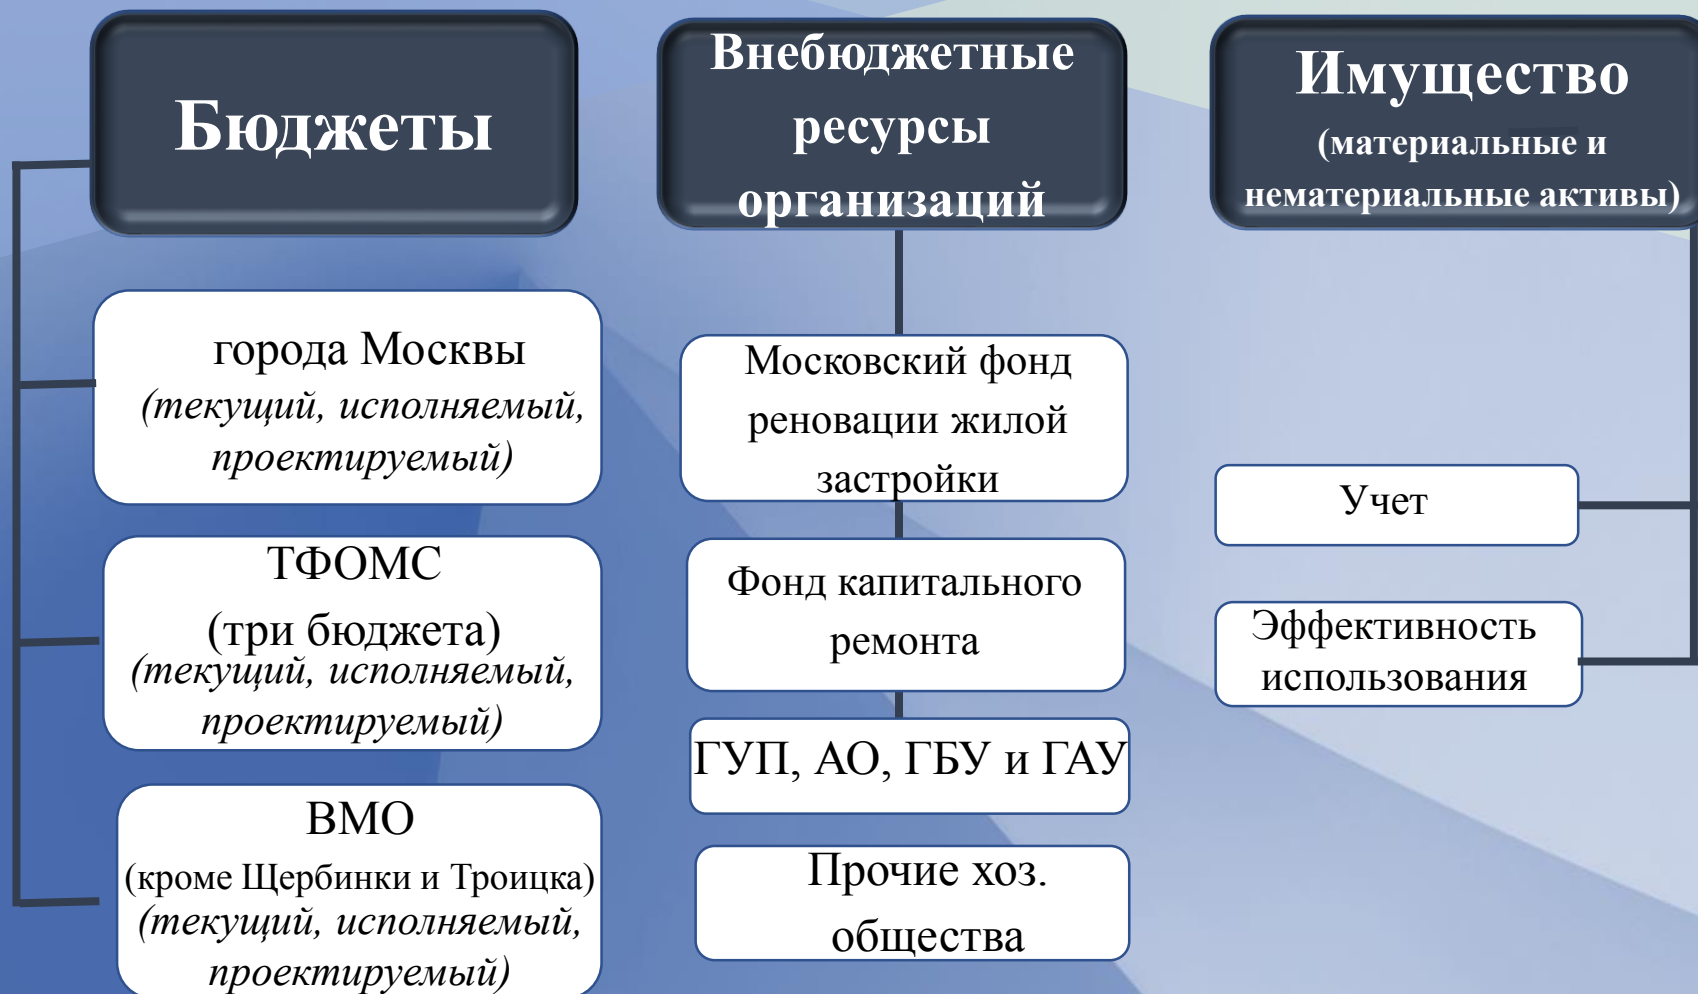 Бюджеты
города Москвы
(текущий, исполняемый,
проектируемый)
ТФОМС
(три бюджета)
(текущий, исполняемый,
проектируемый)
ВМО
(кроме Щербинки и Троицка)
(текущий, исполняемый,
проектируемый)
Внебюджетные
ресурсы
организаций
Московский фонд
реновации жилой
застройки
Фонд капитального
ремонта
ГУП, АО, ГБУ и ГАУ
Прочие хоз.
общества
Имущество
(материальные и
нематериальные активы)
Учет
Эффективность
использования